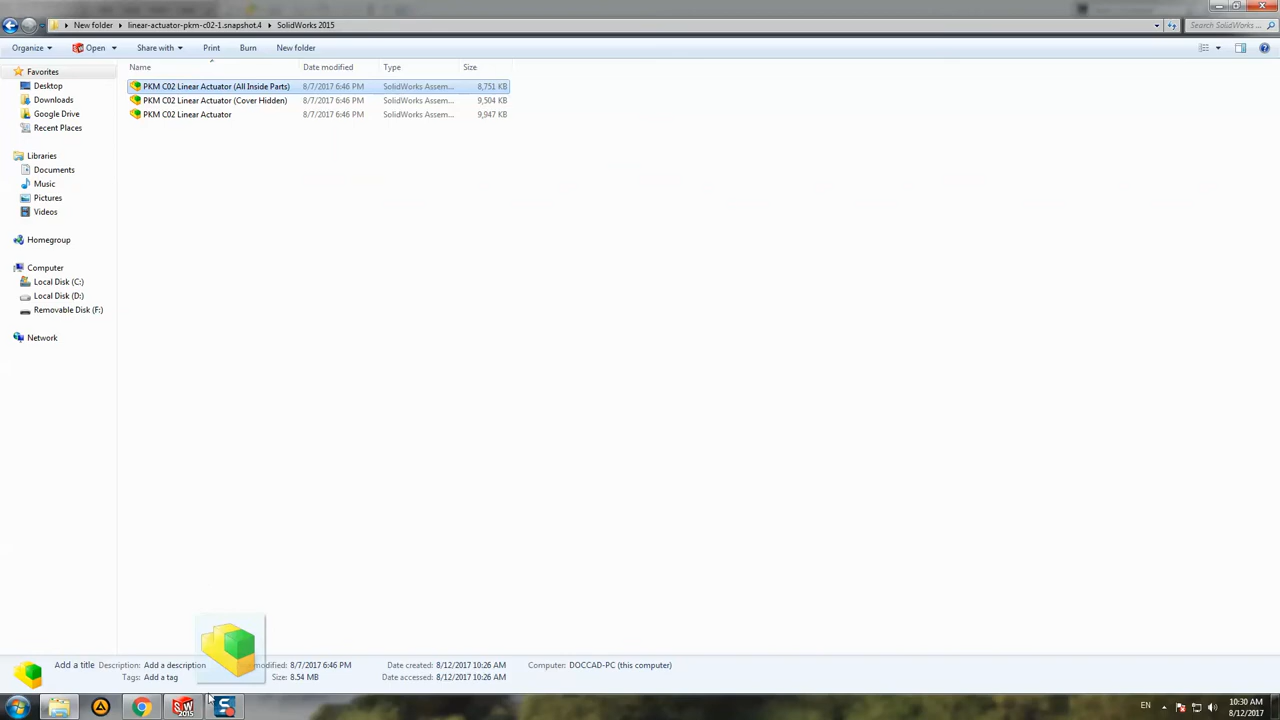 New folder linear-actuator-pkm-c02-1.snapshot.4 SolidWorks 2015 Search SolidWorks ...
Organize Open Share with Print Burn New folder
Favorites Name Date modified Type Size
Desktop PKM C02 Linear Actuator (All Inside Parts) 8/7/2017 6:46 PM SolidWorks Assem... 8,751 KB
Downloads PKM C02 Linear Actuator (Cover Hidden) 8/7/2017 6:46 PM SolidWorks Assem... 9,504 KB
Google Drive PKM C02 Linear Actuator 8/7/2017 6:46 PM SolidWorks Assem... 9,947 KB
Recent Places
Libraries
Documents
Music
Pictures
Videos
Homegroup
Computer
Local Disk (C:)
Local Disk (D:)
Removable Disk (F:)
Network
Add a title Description: Add a description modified: 8/7/2017 6:46 PM Date created: 8/12/2017 10:26 AM Computer: DOCCAD-PC (this computer)
Tags: Add a tag Size: 8.54 MB Date accessed: 8/12/2017 10:26 AM
SW 2015 S EN 10:30 AM
8/12/2017